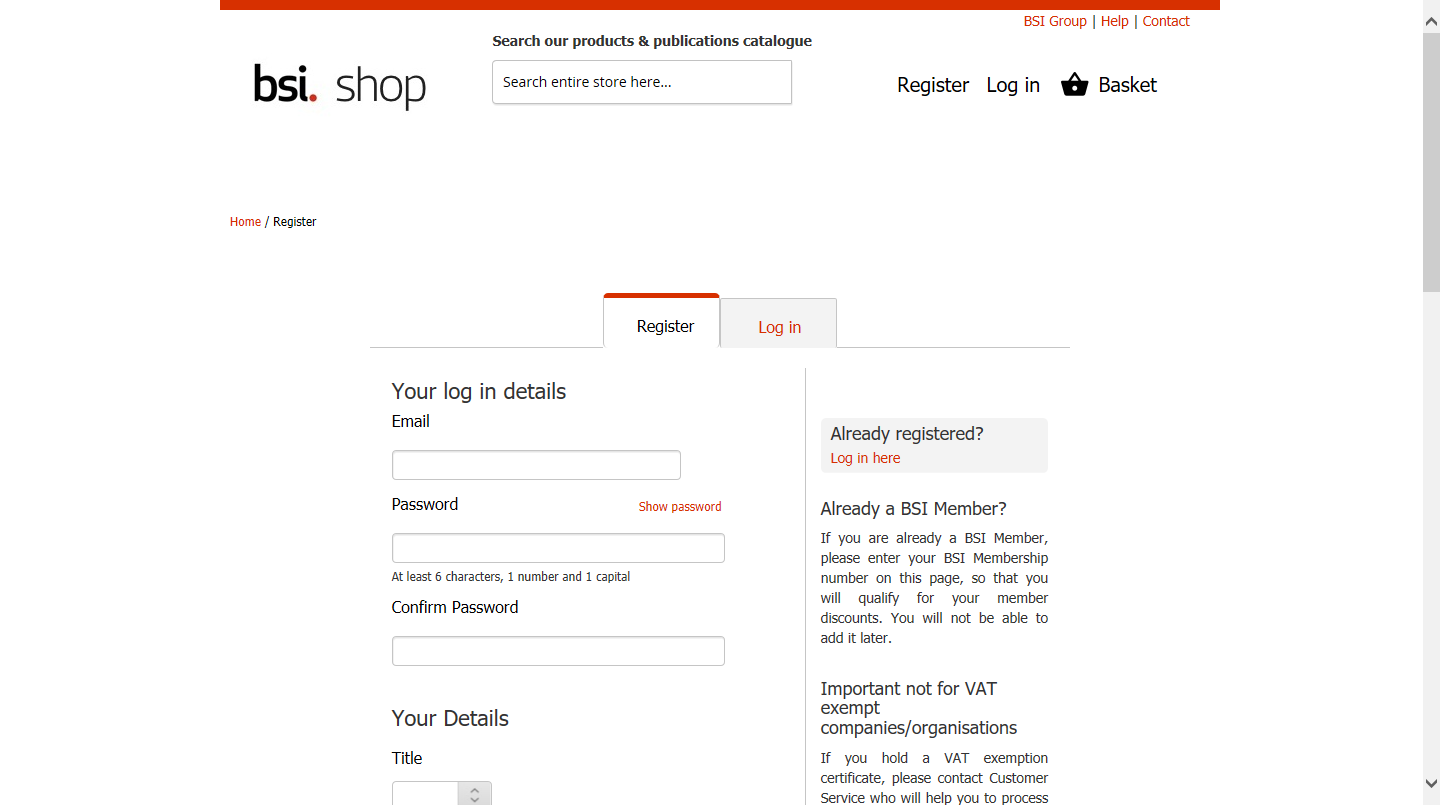 BSI Group | Help | Contact
Search our products & publications catalogue
bsi. shop
Search entire store here...
Register Log in Basket
Home / Register
Register
Log in
Your log in details
Email
Password
Show password
At least 6 characters, 1 number and 1 capital
Confirm Password
Your Details
Title
Already registered?
Log in here
Already a BSI Member?
If you are already a BSI Member,
please enter your BSI Membership
number on this page, so that you
will qualify for your member
discounts. You will not be able to
add it later.
Important not for VAT
exempt
companies/organisations
If you hold a VAT exemption
certificate, please contact Customer
Service who will help you to process